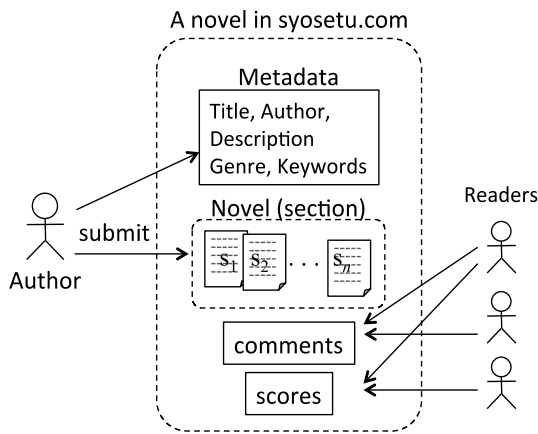 A novel in syosetu.com
Metadata
Title, Author,
Description
Genre, Keywords
Readers
Novel (section)
submit
S1 S2 ... Sn
Author
comments
scores